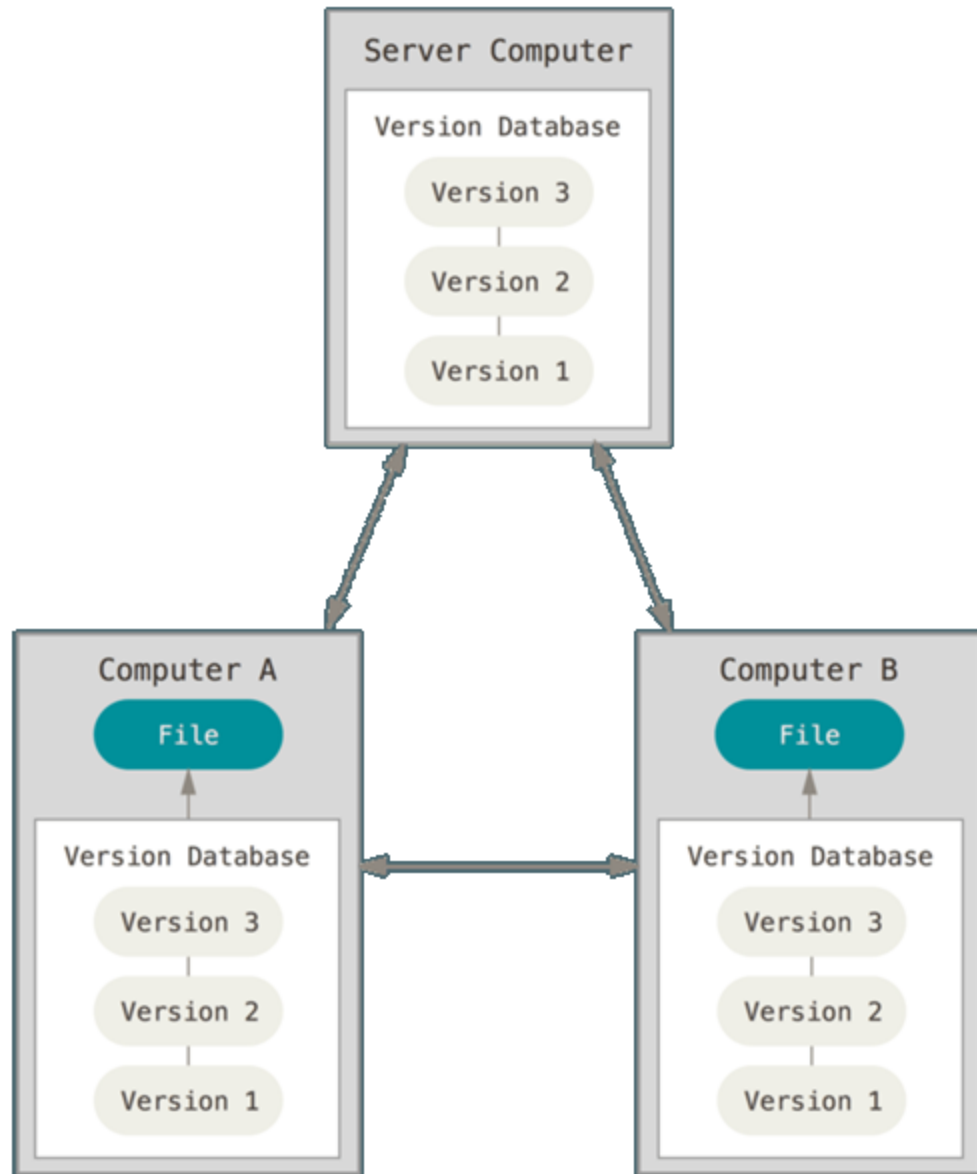 Server Computer
Version Database
Version 3
Version 2
Version 1
Computer A
File
Version Database
Version 3
Version 2
Version 1
Computer B
File
Version Database
Version 3
Version 2
Version 1